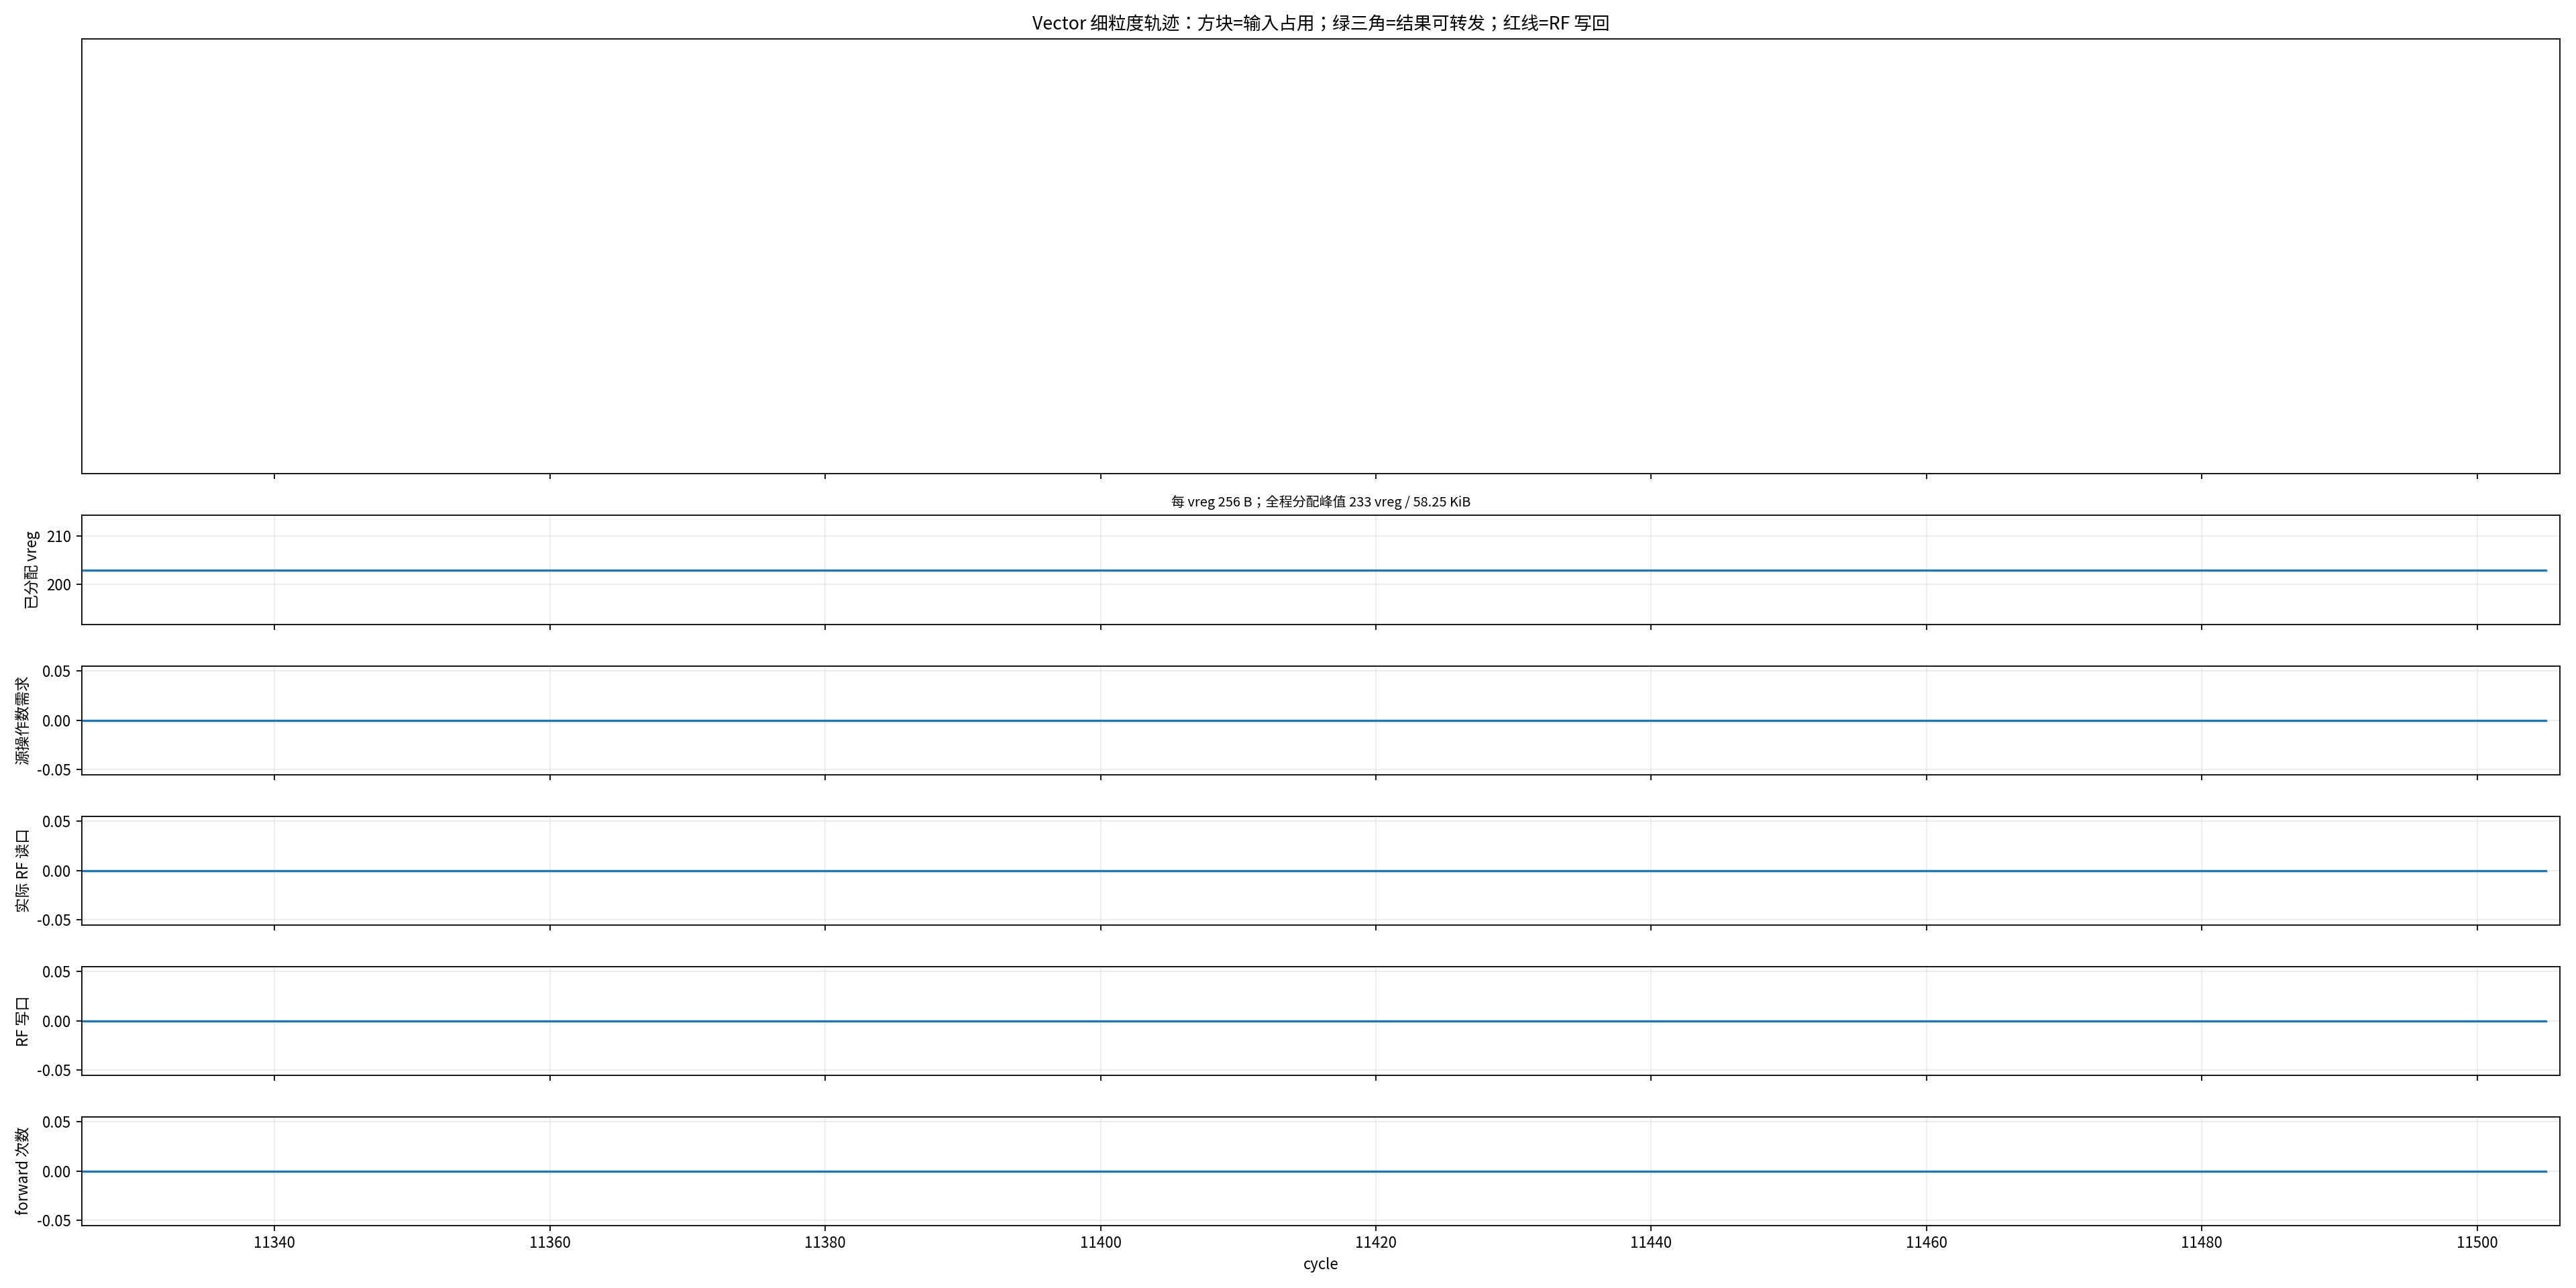 Vector 细粒度轨迹：方块=输入占用；绿三角=结果可转发；红线=RF 写回
每 vreg 256 B；全程分配峰值 233 vreg / 58.25 KiB
已分配 vreg
210
200
源操作数需求
0.05
0.00
-0.05
实际 RF 读口
0.05
0.00
-0.05
RF 写口
0.05
0.00
-0.05
forward 次数
0.05
0.00
-0.05
11340 11360 11380 11400 11420 11440 11460 11480 11500
cycle